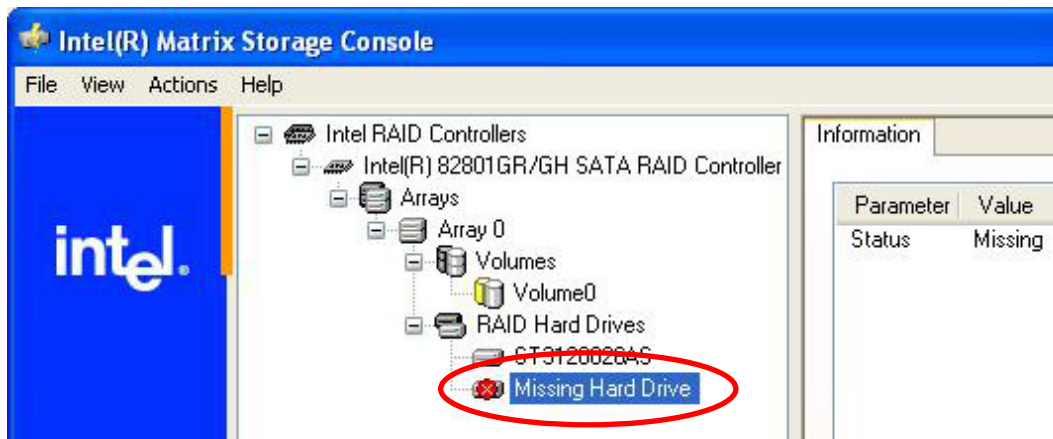 Intel(R) Matrix Storage Console
File View Actions Help
intel.
Intel RAID Controllers
Intel(R) 82801GR/GH SATA RAID Controller
Arrays
Array 0
Volumes
Volume0
RAID Hard Drives
ST3120026AS
Missing Hard Drive
Information
Parameter Value
Status Missing